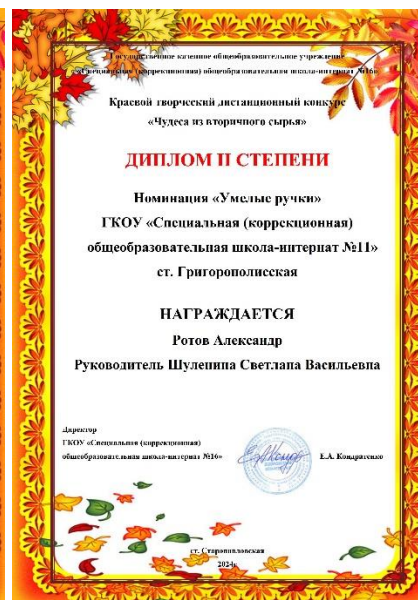 Государственное казенное общеобразовательное учреждение
«Специальная (коррекционная) общеобразовательная школа-интернат №16»
Краевой творческий дистанционный конкурс
«Чудеса из вторичного сырья»
ДИПЛОМ II СТЕПЕНИ
Номинация «Умелые ручки»
ГКОУ «Специальная (коррекционная)
общеобразовательная школа-интернат №11»
ст. Григорополисская
НАГРАЖДАЕТСЯ
Ротов Александр
Руководитель Шуленина Светлана Васильевна
Директор
ГКОУ «Специальная (коррекционная)
общеобразовательная школа-интернат №16»
Е.А. Кондратенко
ст. Старопавловская
2024г